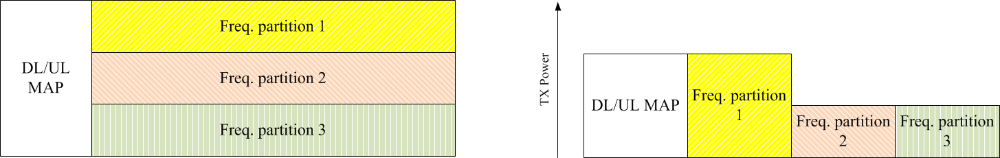 DL/UL
MAP
Freq. partition 1
Freq. partition 2
Freq. partition 3
TX Power
DL/UL MAP
Freq. partition
1
Freq. partition
2
Freq. partition
3